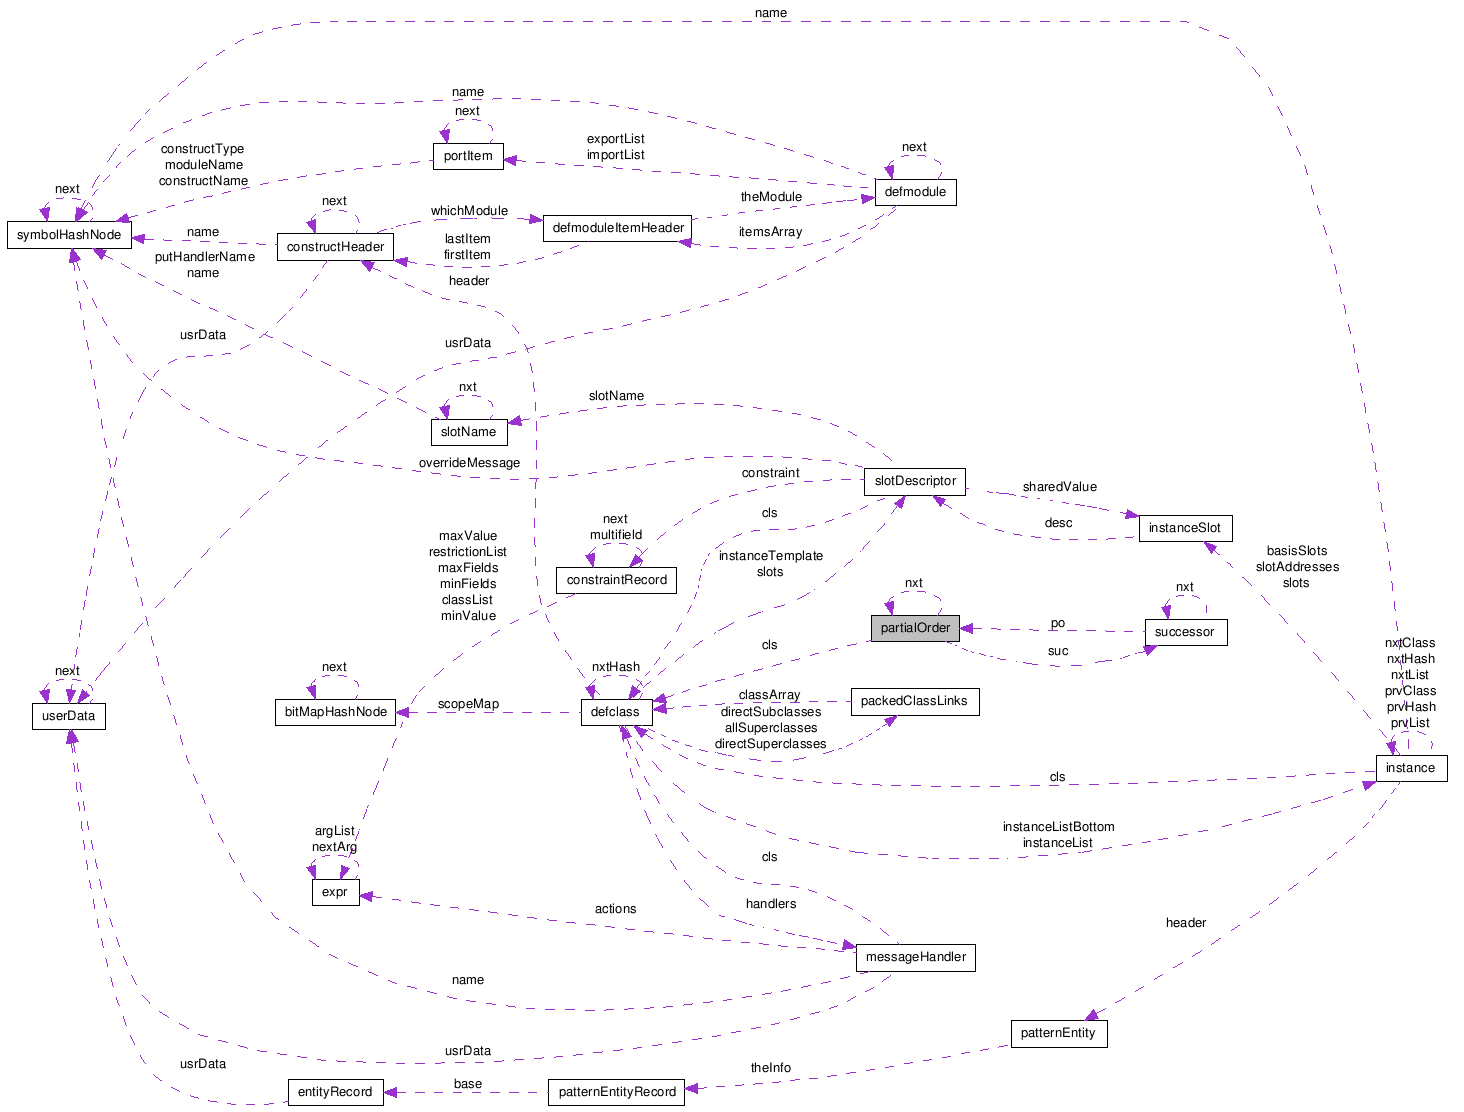 name
name
next
portItem
exportList
importList
constructType
moduleName
constructName
next
defmodule
next
symbolHashNode
next
constructHeader
name
whichModule
defmoduleItemHeader
theModule
itemsArray
lastItem
firstItem
putHandlerName
name
header
usrData
usrData
nxt
slotName
slotName
overrideMessage
slotDescriptor
constraint
sharedValue
instanceSlot
desc
cls
next
multifield
constraintRecord
maxValue
restrictionList
maxFields
minFields
classList
minValue
instanceTemplate
slots
basisSlots
slotAddresses
slots
nxt
partialOrder
nxt
successor
po
suc
cls
next
userData
next
bitMapHashNode
scopeMap
nxtHash
defclass
classArray
packedClassLinks
directSubclasses
allSuperclasses
directSuperclasses
nxtClass
nxtHash
nxtList
prvClass
prvHash
prvList
instance
cls
instanceListBottom
instanceList
argList
nextArg
expr
cls
handlers
actions
messageHandler
header
name
patternEntity
usrData
usrData
theInfo
entityRecord
base
patternEntityRecord